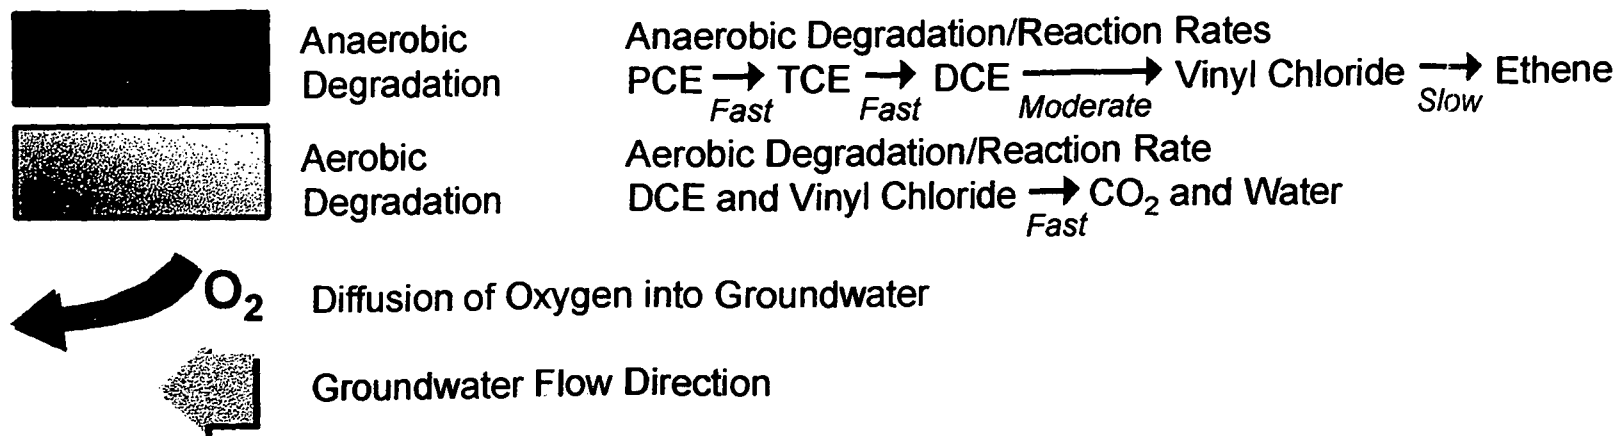 Anaerobic Degradation
Anaerobic Degradation/Reaction Rates
PCE → TCE → DCE → Vinyl Chloride → Ethene
Fast Fast Moderate Slow
Aerobic Degradation
Aerobic Degradation/Reaction Rate
DCE and Vinyl Chloride → CO₂ and Water
Fast
O₂ Diffusion of Oxygen into Groundwater
Groundwater Flow Direction